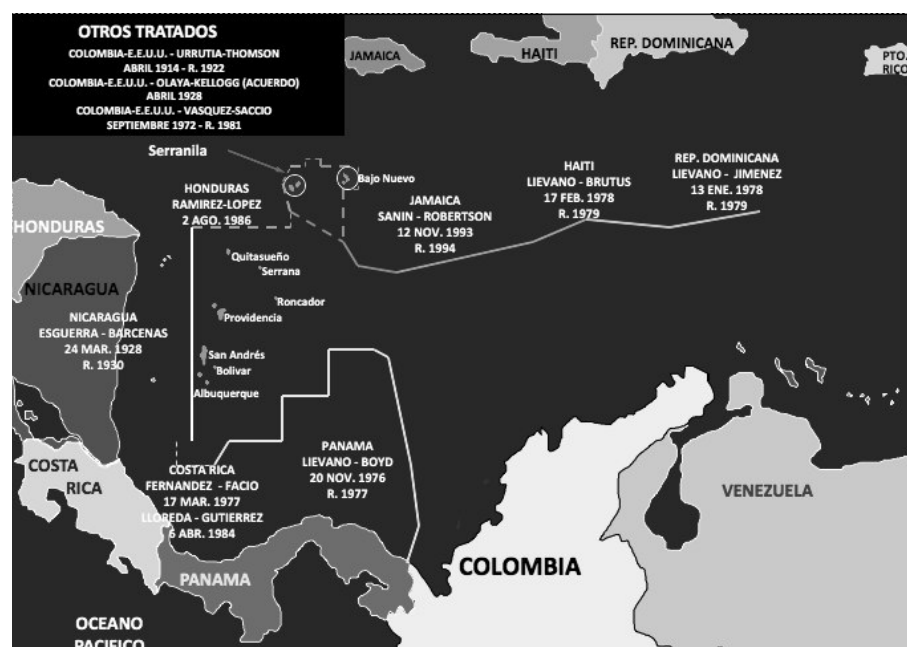 OTROS TRATADOS
COLOMBIA-E.E.U.U. - URRUTIA-THOMSON
ABRIL 1914 - R. 1922
COLOMBIA-E.E.U.U. - OLAYA-KELLOGG (ACUERDO)
ABRIL 1928
COLOMBIA-E.E.U.U. - VASQUEZ-SACCIO
SEPTIEMBRE 1972 - R. 1981
JAMAICA
HAITI
REP. DOMINICANA
PTO.
RICO
Serranila
Bajo Nuevo
HONDURAS
RAMIREZ-LOPEZ
2 AGO. 1986
JAMAICA
SANIN - ROBERTSON
12 NOV. 1993
R. 1994
HAITI
LIEVANO - BRUTUS
17 FEB. 1978
R. 1979
REP. DOMINICANA
LIEVANO - JIMENEZ
13 ENE. 1978
R. 1979
HONDURAS
NICARAGUA
NICARAGUA
ESGUERRA - BARCENAS
24 MAR. 1928
R. 1930
Quitasueño
Serrana
Roncador
Providencia
San Andrés
Bolivar
Albuquerque
COSTA
RICA
COSTA RICA
FERNANDEZ - FACIO
17 MAR. 1977
LLOREDA - GUTIERREZ
6 ABR. 1984
PANAMA
LIEVANO - BOYD
20 NOV. 1976
R. 1977
VENEZUELA
COLOMBIA
PANAMA
OCEANO
PACIFICO